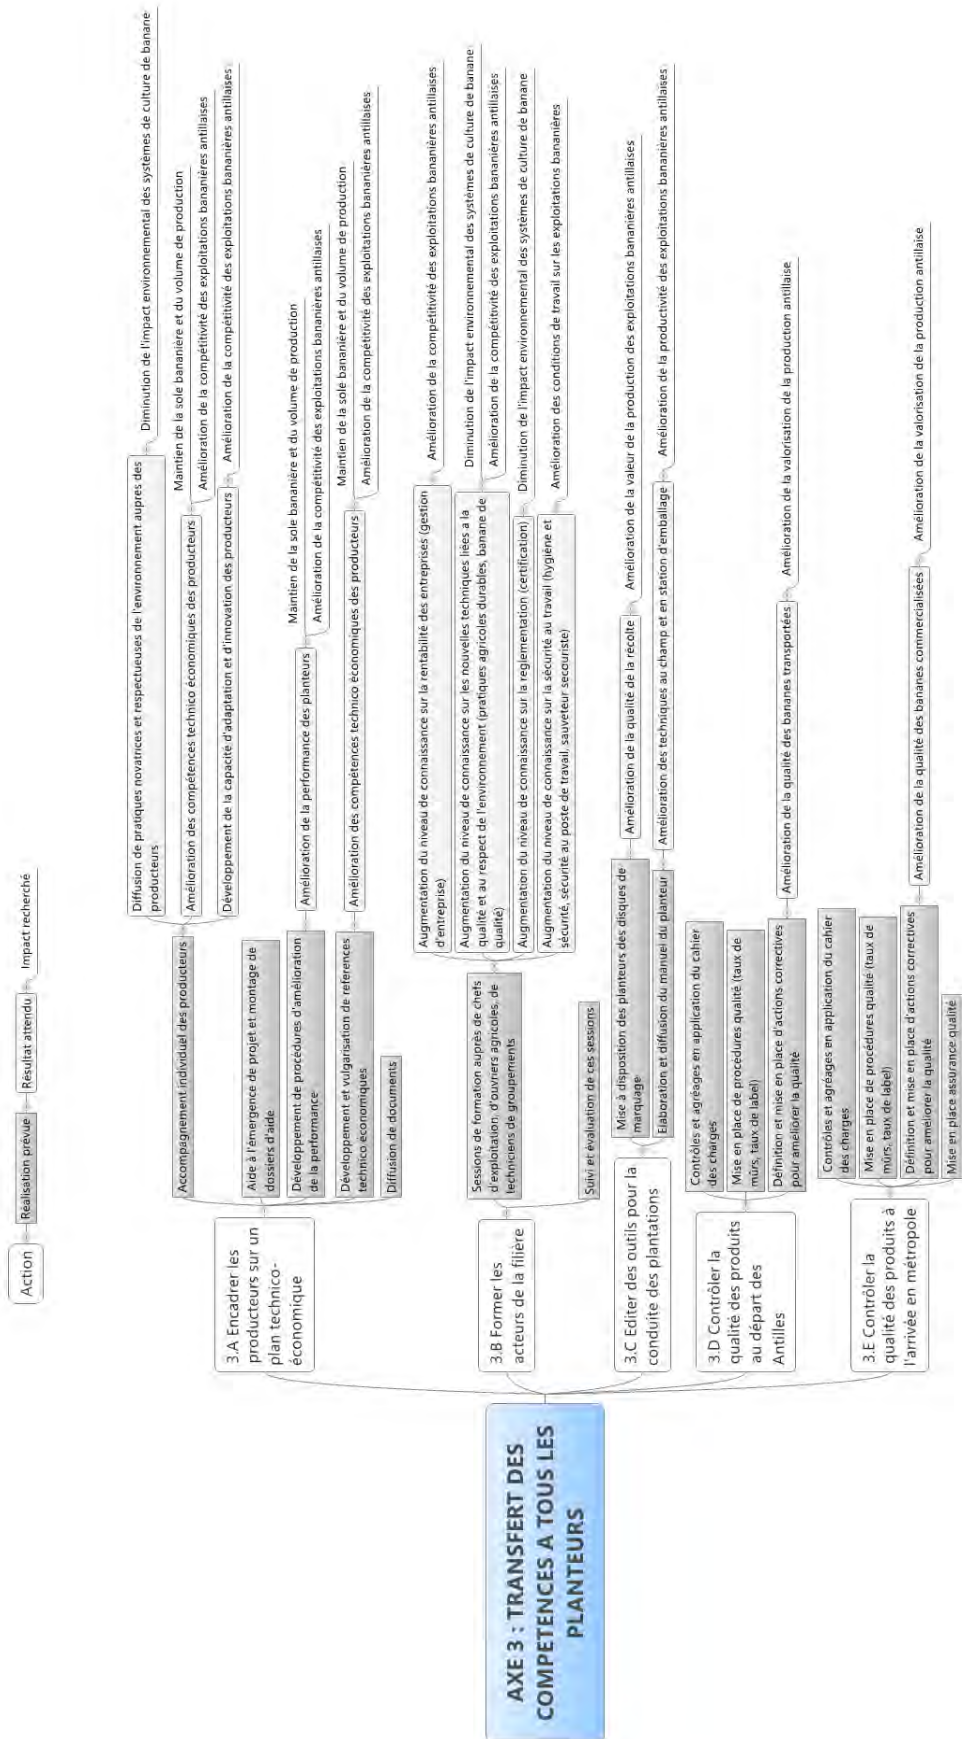 Action
Réalisation prévue
Résultat attendu
Impact recherché
AXE 3 : TRANSFERT DES
COMPETENCES A TOUS LES
PLANTEURS
3.A Encadrer les
producteurs sur un
plan technico-
économique
Accompagnement individuel des producteurs
Diffusion de pratiques novatrices et respectueuses de l'environnement aupres des
producteurs
Diminution de l'impact environemental des systèmes de culture de banane
Amélioration des compétences technico économiques des producteurs
Maintien de la sole bananière et du volume de production
Amélioration de la compétitivité des exploitations bananières antillaises
Développement de la capacité d'adaptation et d'innovation des producteurs
Amélioration de la compétitivité des exploitations bananières antillaises
Aide à l'émergence de projet et montage de
dossiers d'aide
Développement de procédures d'amélioration
de la performance
Amélioration de la performance des planteurs
Maintien de la sole bananière et du volume de production
Amélioration de la compétitivité des exploitations bananières antillaises
Développement et vulgarisation de references
technico économiques
Amélioration des compétences technico économiques des producteurs
Maintien de la sole bananière et du volume de production
Amélioration de la compétitivité des exploitations bananières antillaises
Diffusion de documents
3.B Former les
acteurs de la filière
Sessions de formation auprès de chefs
d'exploitation, d'ouvriers agricoles, de
techniciens de groupements
Augmentation du niveau de connaissance sur la rentabilité des entreprises (gestion
d'entreprise)
Amélioration de la compétitivité des exploitations bananières antillaises
Augmentation du niveau de connaissance sur les nouvelles techniques liées a la
qualité et au respect de l'environnement (pratiques agricoles durables, banane de
qualité)
Diminution de l'impact environnemental des systèmes de culture de banane
Amélioration de la compétitivité des exploitations bananières antillaises
Augmentation du niveau de connaissance sur la reglementation (certification)
Diminution de l'impact environnemental des systèmes de culture de banane
Augmentation du niveau de connaissance sur la sécurité au travail (hygiène et
sécurité, sécurité au poste de travail, sauveteur secouriste)
Amélioration des conditions de travail sur les exploitations bananières
Suivi et évaluation de ces sessions
3.C Editer des outils pour la
conduite des plantations
Mise à disposition des planteurs des disques de
marquage
Amélioration de la qualité de la récolte
Amélioration de la valeur de la production des expoitations bananières antillaises
Elaboration et diffusion du manuel du planteur
Amélioration des techniques au champ et en station d'emballage
Amélioration de la productivité des exploitations bananières antillaises
3.D Contrôler la
qualité des produits
au départ des
Antilles
Contrôles et agréages en application du cahier
des charges
Mise en place de procédures qualité (taux de
mûrs, taux de label)
Définition et mise en place d'actions correctives
pour améliorer la qualité
Amélioration de la qualité des bananes transportées
Amélioration de la valorisation de la production antillaise
3.E Contrôler la
qualité des produits à
l'arrivée en métropole
Contrôles et agréages en application du cahier
des charges
Mise en place de procédures qualité (taux de
mûrs, taux de label)
Définition et mise en place d'actions correctives
pour améliorer la qualité
Amélioration de la qualité des bananes commercialisées
Amélioration de la valorisation de la production antillaise
Mise en place assurance qualité